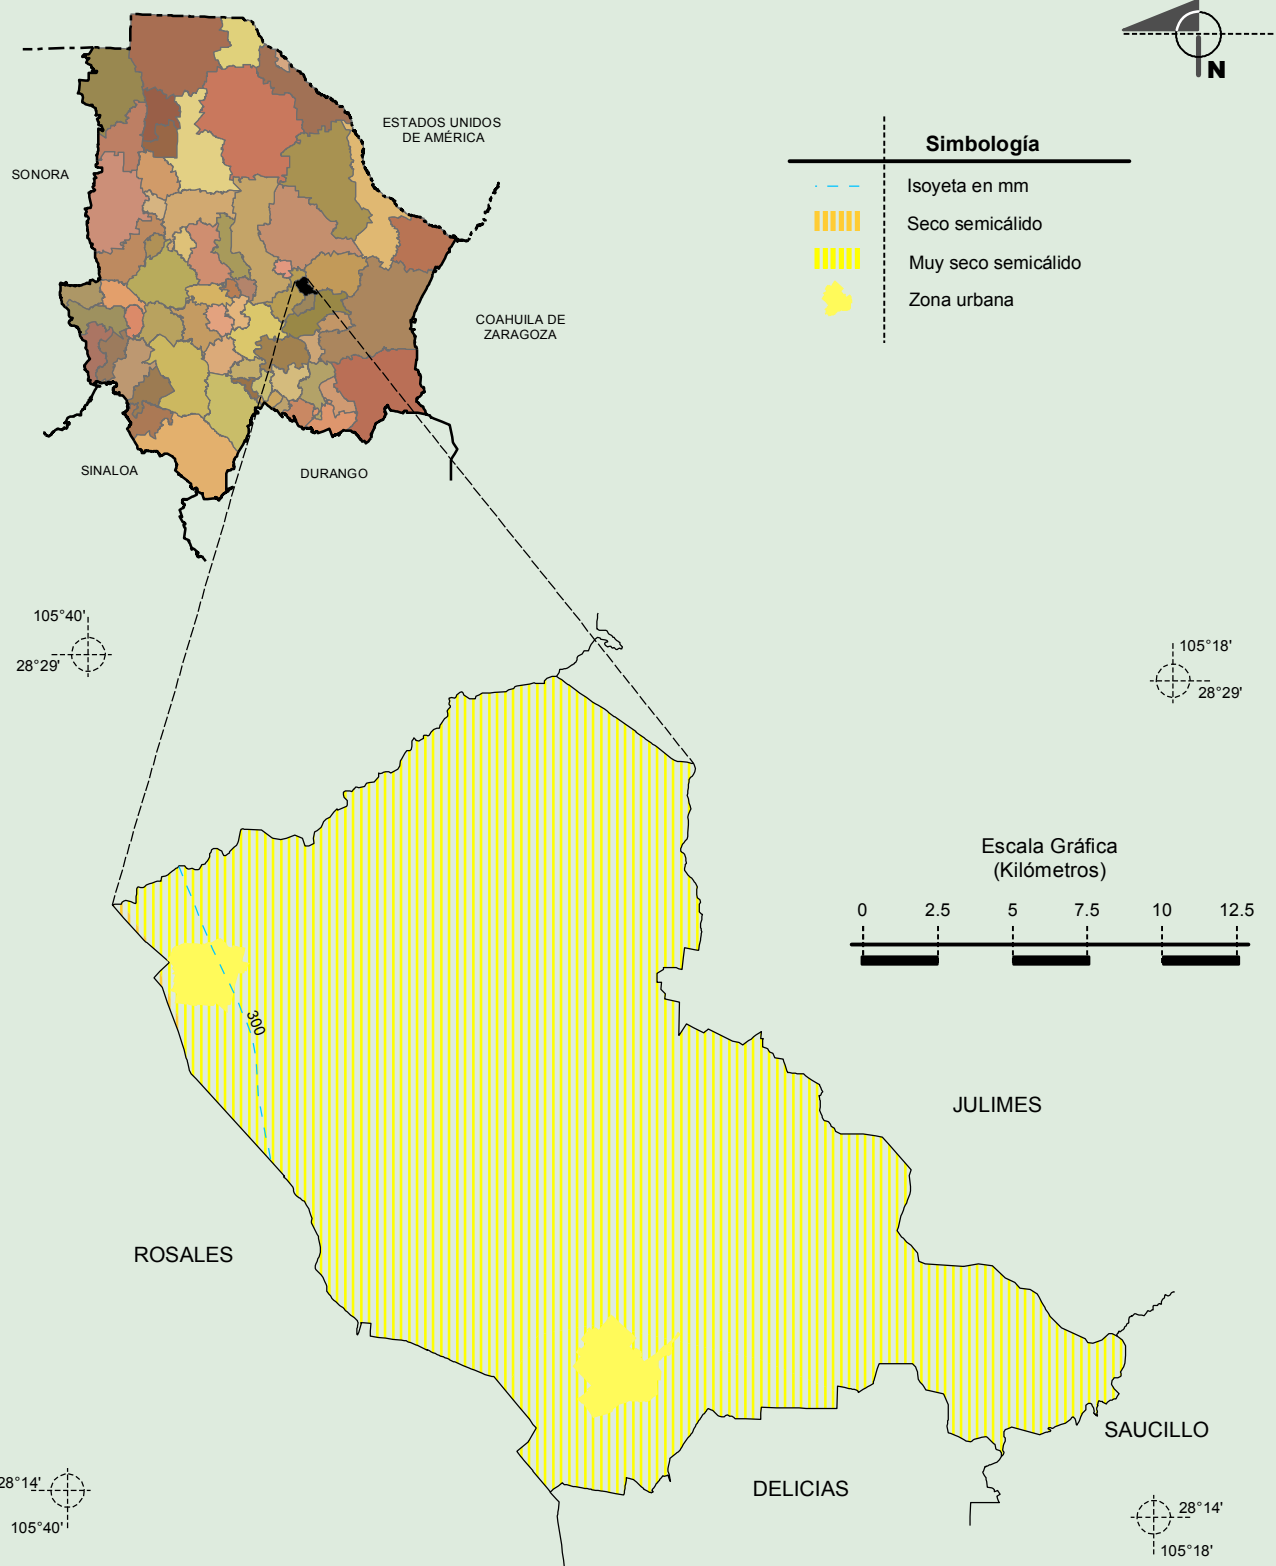 N
ESTADOS UNIDOS
DE AMÉRICA
SONORA
COAHUILA DE
ZARAGOZA
SINALOA
DURANGO
Simbología
Isoyeta en mm
Seco semicálido
Muy seco semicálido
Zona urbana
105°40'
28°29'
105°18'
28°29'
Escala Gráfica
(Kilómetros)
0 2.5 5 7.5 10 12.5
300
JULIMES
ROSALES
SAUCILLO
DELICIAS
28°14'
105°40'
28°14'
105°18'